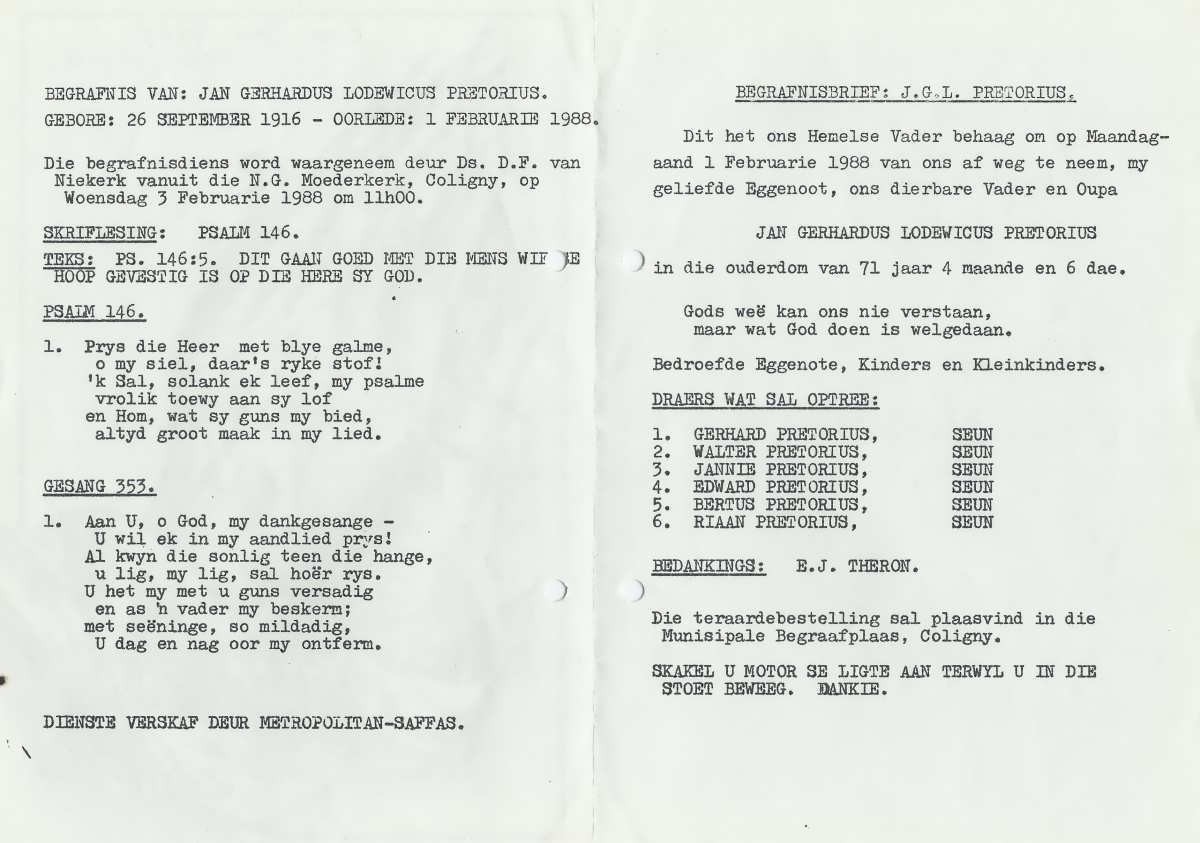 BEGRAFNIS VAN: JAN GERHARDUS LODEWICUS PRETORIUS.
GEBORE: 26 SEPTEMBER 1916 - OORLEDE: 1 FEBRUARIE 1988.
Die begrafnisdiens word waargeneem deur Ds. D.F. van
Niekerk vanuit die N.G. Moederkerk, Coligny, op
Woensdag 3 Februarie 1988 om 11h00.
SKRIFLESING: PSALM 146.
TEKS: PS. 146:5. DIT GAAN GOED MET DIE MENS WIE
HOOP GEVESTIG IS OP DIE HERE SY GOD.
PSALM 146.
1. Prys die Heer met blye galme,
o my siel, daar's ryke stof!
'k Sal, solank ek leef, my psalme
vrolik toewy aan sy lof
en Hom, wat sy guns my bied,
altyd groot maak in my lied.
GESANG 353.
1. Aan U, o God, my dankgesange -
U wil ek in my aandlied prys!
Al kwyn die sonlig teen die hange,
u lig, my lig, sal hoër rys.
U het my met u guns versadig
en as 'n vader my beskerm;
met seëninge, so mildadig,
U dag en nag oor my ontferm.
DIENSTE VERSKAF DEUR METROPOLITAN-SAFFAS.
BEGRAFNISBRIEF: J.G.L. PRETORIUS.
Dit het ons Hemelse Vader behaag om op Maandag-
aand 1 Februarie 1988 van ons af weg te neem, my
geliefde Eggenoot, ons dierbare Vader en Oupa
JAN GERHARDUS LODEWICUS PRETORIUS
in die ouderdom van 71 jaar 4 maande en 6 dae.
Gods weë kan ons nie verstaan,
maar wat God doen is welgedaan.
Bedroefde Eggenote, Kinders en Kleinkinders.
DRAERS WAT SAL OPTREE:
1. GERHARD PRETORIUS, SEUN
2. WALTER PRETORIUS, SEUN
3. JANNIE PRETORIUS, SEUN
4. EDWARD PRETORIUS, SEUN
5. BERTUS PRETORIUS, SEUN
6. RIAAN PRETORIUS, SEUN
BEDANKINGS: E.J. THERON.
Die teraardebestelling sal plaasvind in die
Munisipale Begraafplaas, Coligny.
SKAKEL U MOTOR SE LIGTE AAN TERWYL U IN DIE
STOET BEWEEG. DANKIE.